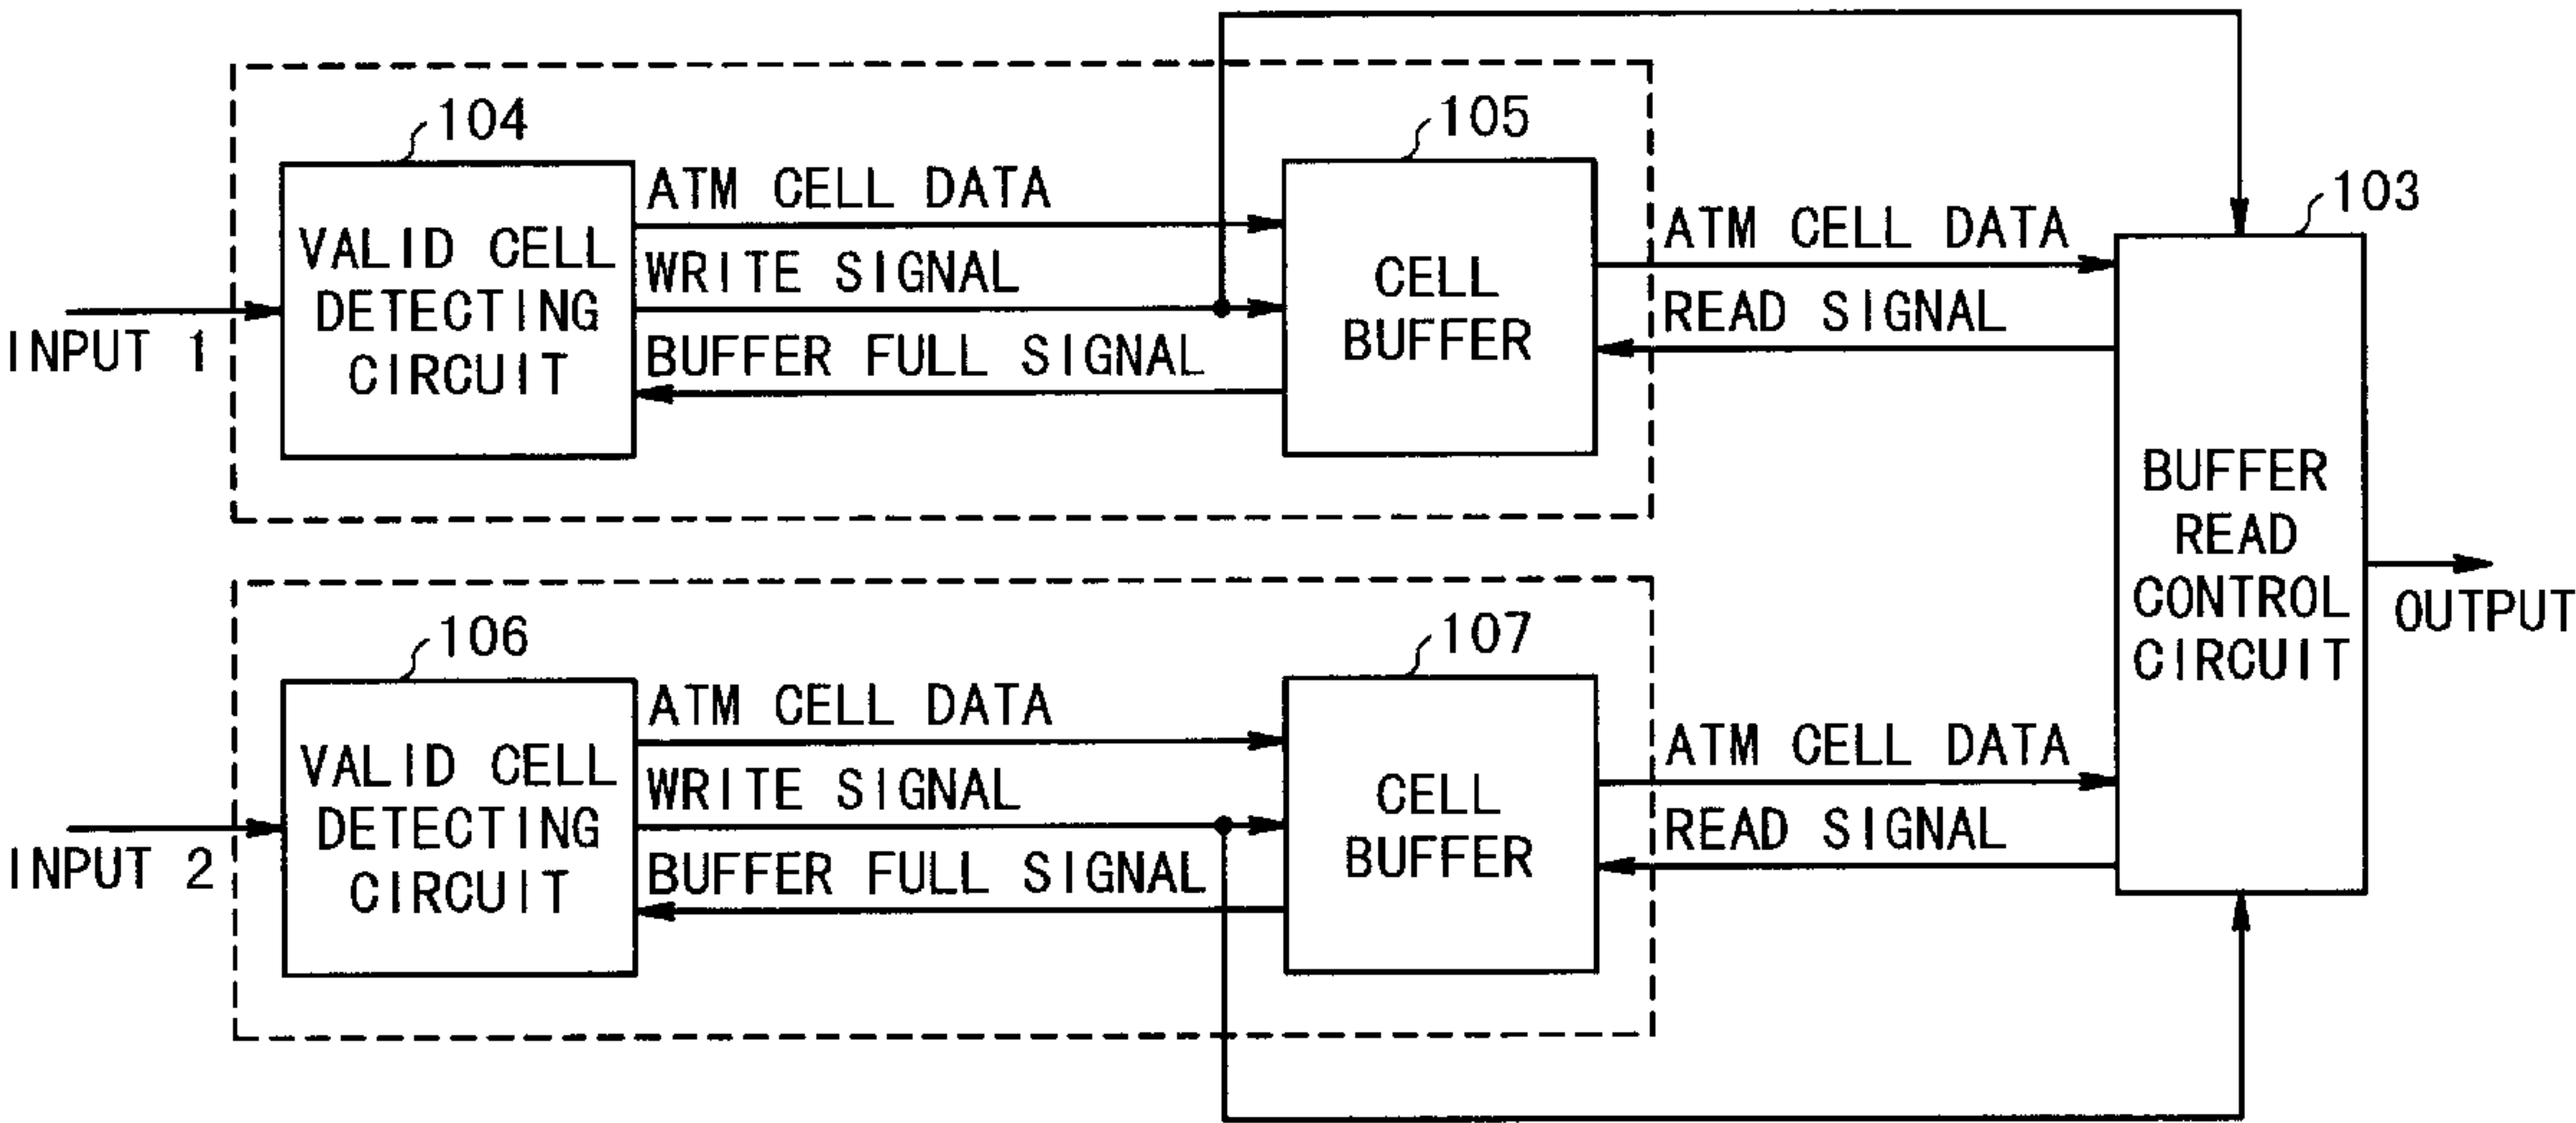 104
VALID CELL
DETECTING
CIRCUIT
INPUT 1
ATM CELL DATA
WRITE SIGNAL
BUFFER FULL SIGNAL
105
CELL
BUFFER
ATM CELL DATA
READ SIGNAL
103
BUFFER
READ
CONTROL
CIRCUIT
OUTPUT
106
VALID CELL
DETECTING
CIRCUIT
INPUT 2
ATM CELL DATA
WRITE SIGNAL
BUFFER FULL SIGNAL
107
CELL
BUFFER
ATM CELL DATA
READ SIGNAL